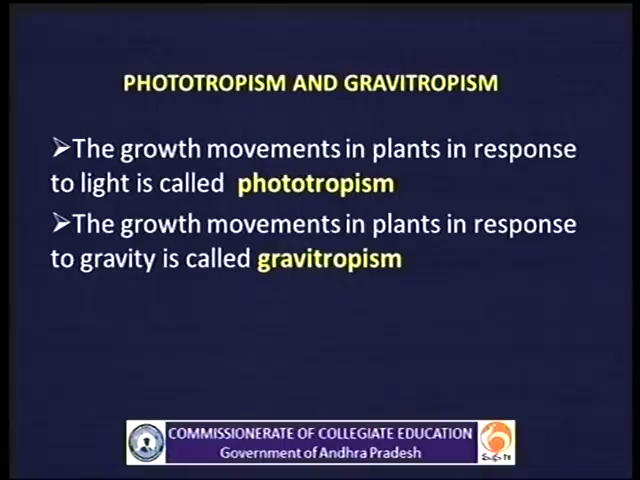 PHOTOTROPISM AND GRAVITROPISM
➢The growth movements in plants in response
to light is called phototropism
➢The growth movements in plants in response
to gravity is called gravitropism
COMMISSIONERATE OF COLLEGIATE EDUCATION
Government of Andhra Pradesh